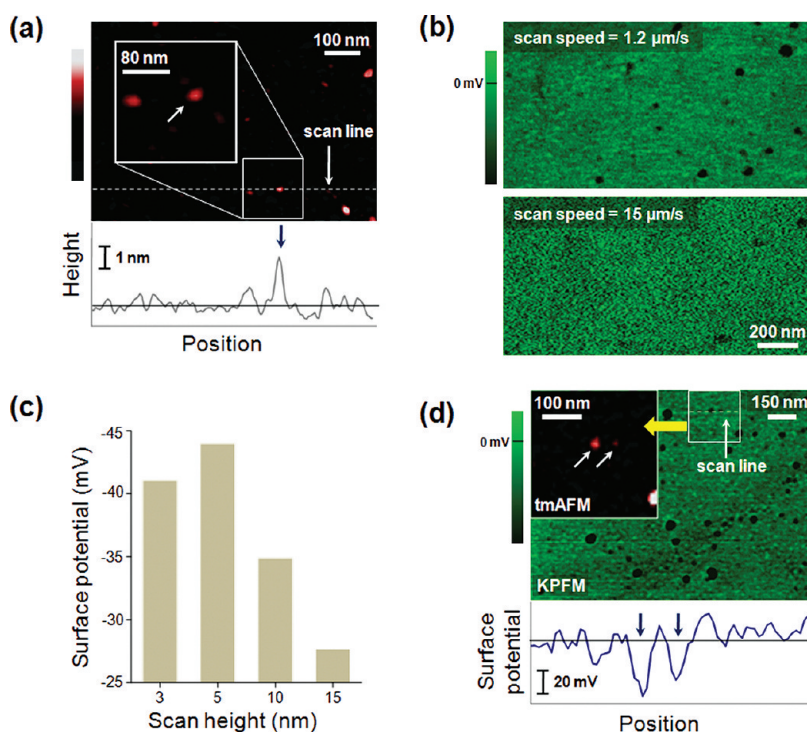 (a)
80 nm
100 nm
scan line
1 nm
Height
Position
(b)
0 mV
scan speed = 1.2 µm/s
scan speed = 15 µm/s
200 nm
(c)
Surface potential (mV)
-45
-40
-35
-30
-25
3 5 10 15
Scan height (nm)
(d)
0 mV
100 nm
150 nm
scan line
tmAFM
KPFM
Surface
potential
20 mV
Position